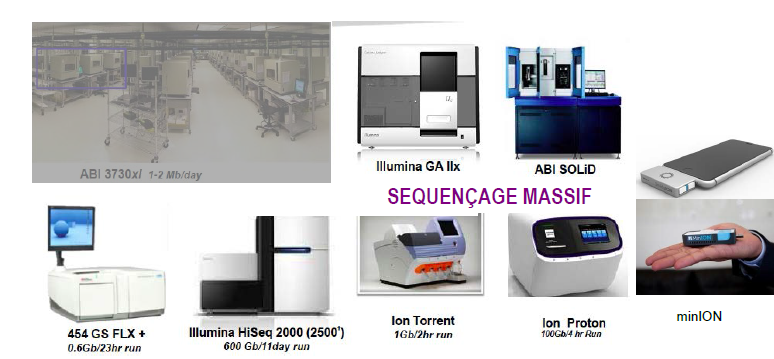 ABI 3730xl 1-2 Mb/day
Illumina GA IIx
ABI SOLiD
SEQUENÇAGE MASSIF
454 GS FLX +
0.6Gb/23hr run
Illumina HiSeq 2000 (2500')
600 Gb/11day run
Ion Torrent
1Gb/2hr run
Ion Proton
100Gb/4 hr Run
MinION
minION